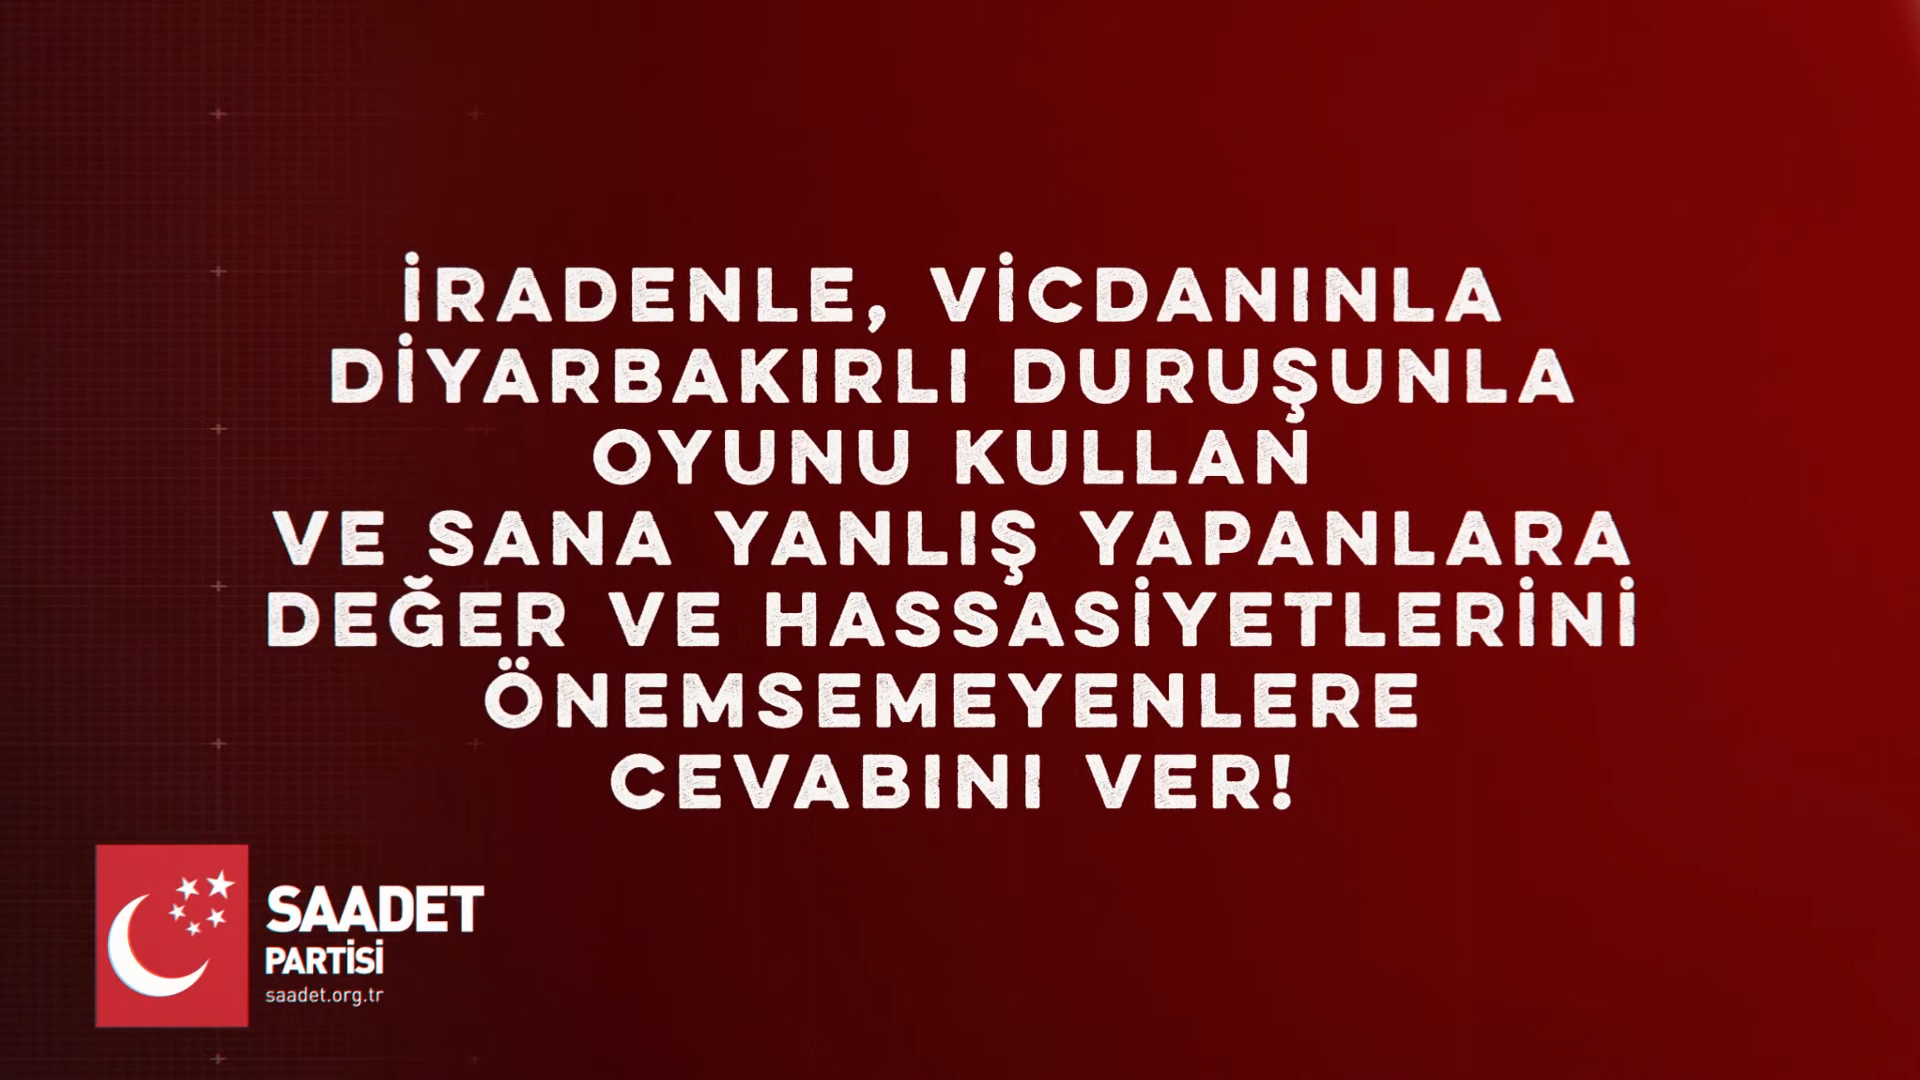 İRADENLE, VİCDANINLA
DİYARBAKIRLI DURUŞUNLA
OYUNU KULLAN
VE SANA YANLIŞ YAPANLARA
DEĞER VE HASSASİYETLERİNİ
ÖNEMSEMEYENLERE
CEVABINI VER!
SAADET
PARTİSİ
saadet.org.tr